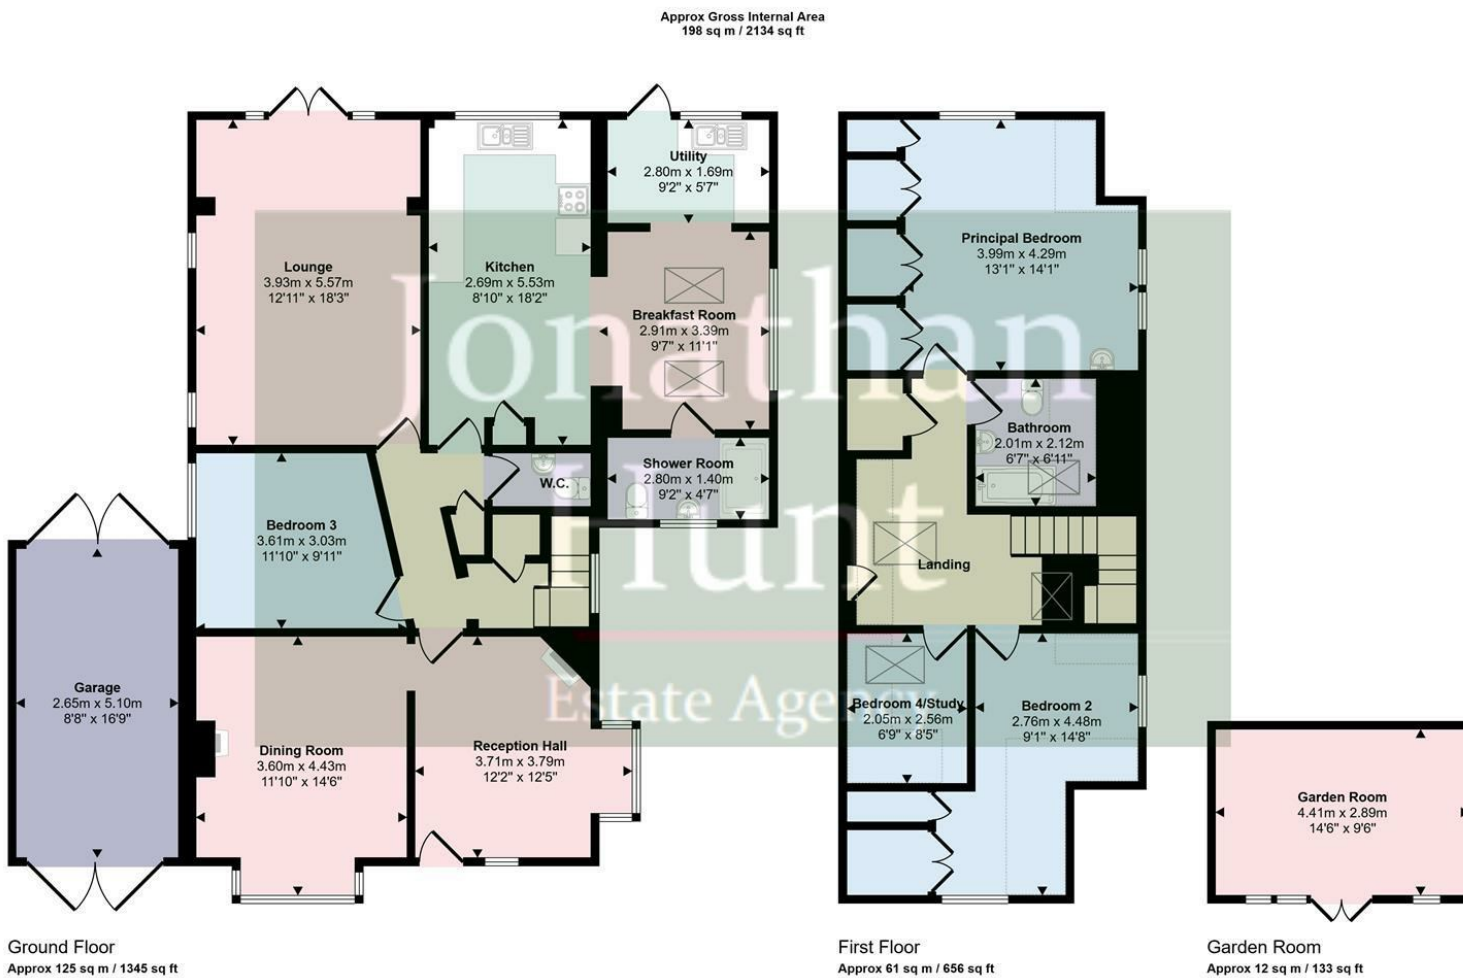 Approx Gross Internal Area
198 sq m / 2134 sq ft
Lounge
3.93m x 5.57m
12'11" x 18'3"
Kitchen
2.69m x 5.53m
8'10" x 18'2"
Utility
2.80m x 1.69m
9'2" x 5'7"
Breakfast Room
2.91m x 3.39m
9'7" x 11'1"
Shower Room
2.80m x 1.40m
9'2" x 4'7"
W.C.
Bedroom 3
3.61m x 3.03m
11'10" x 9'11"
Garage
2.65m x 5.10m
8'8" x 16'9"
Dining Room
3.60m x 4.43m
11'10" x 14'6"
Reception Hall
3.71m x 3.79m
12'2" x 12'5"
Principal Bedroom
3.99m x 4.29m
13'1" x 14'1"
Bathroom
2.01m x 2.12m
6'7" x 6'11"
Landing
Bedroom 4/Study
2.05m x 2.56m
6'9" x 8'5"
Bedroom 2
2.76m x 4.48m
9'1" x 14'8"
Garden Room
4.41m x 2.89m
14'6" x 9'6"
Jonathan
Hunt
Estate Agency
Ground Floor
Approx 125 sq m / 1345 sq ft
First Floor
Approx 61 sq m / 656 sq ft
Garden Room
Approx 12 sq m / 133 sq ft